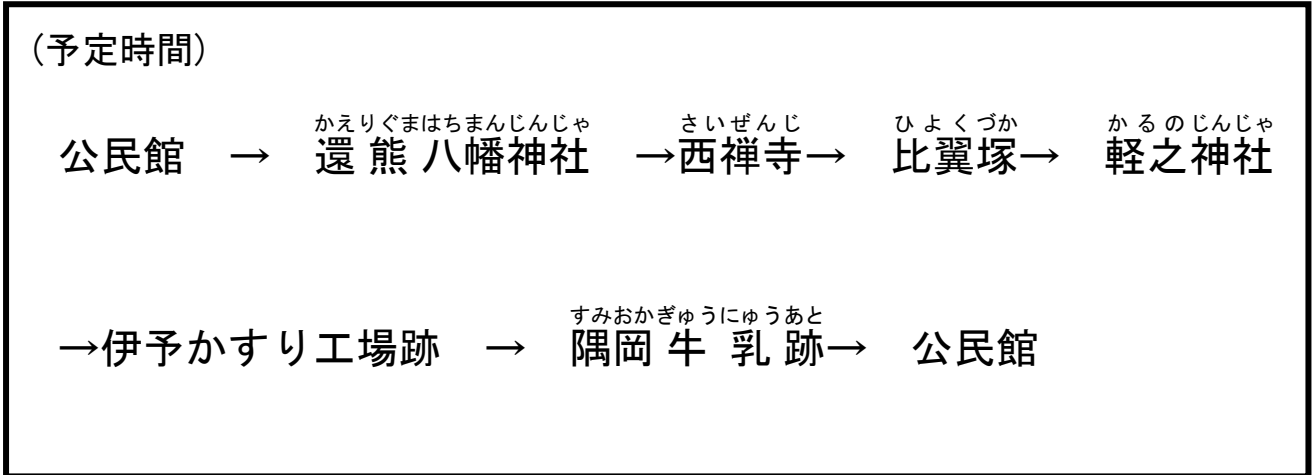 (予定時間)
かえりぐまはちまんじんじゃ さいぜんじ ひよくづか かるのじんじゃ
公民館 → 還熊八幡神社 →西禅寺→ 比翼塚→ 軽之神社
すみおかぎゅうにゅうあと
→伊予かすり工場跡 → 隅岡牛乳跡→ 公民館